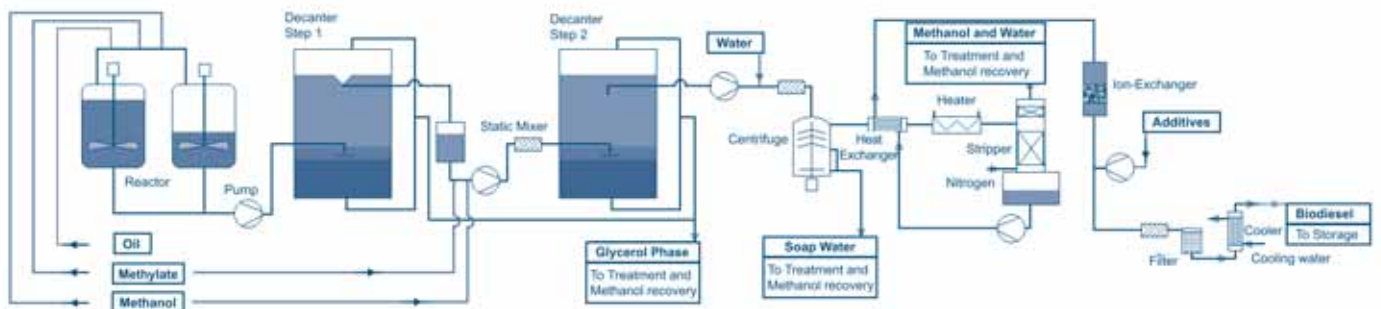 Decanter
Step 1
Decanter
Step 2
Water
Methanol and Water
To Treatment and
Methanol recovery
Ion-Exchanger
Heater
Additives
Static Mixer
Centrifuge
Heat
Exchanger
Stripper
Reactor
Pump
Nitrogen
Oil
Methylate
Methanol
Glycerol Phase
To Treatment and
Methanol recovery
Soap Water
To Treatment and
Methanol recovery
Filter
Cooler
Cooling water
Biodiesel
To Storage